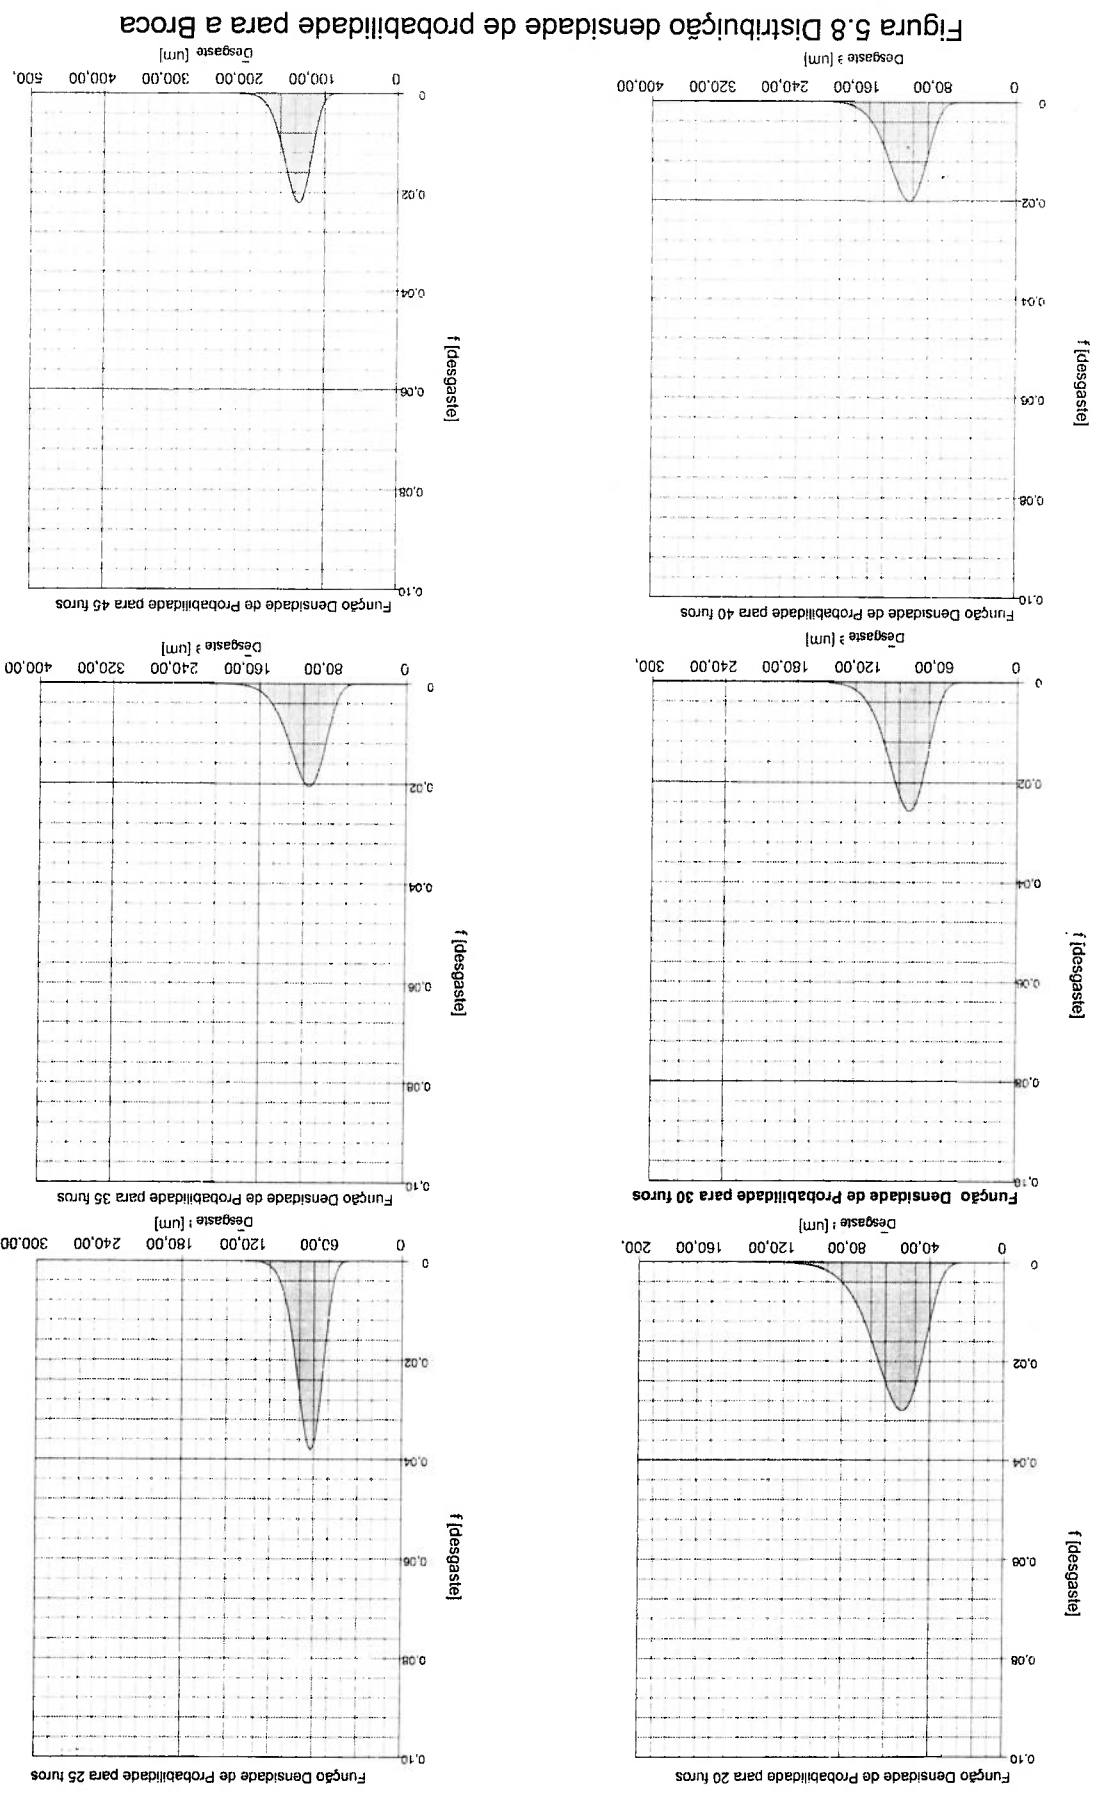 Função Densidade de Probabilidade para 20 furos
f [desgaste]
0,10
0,08
0,06
0,04
0,02
0
0 40,00 80,00 120,00 160,00 200,
Desgaste [um]
Função Densidade de Probabilidade para 25 furos
f [desgaste]
0,10
0,08
0,06
0,04
0,02
0
0 60,00 120,00 180,00 240,00 300.00
Desgaste [um]
Função Densidade de Probabilidade para 30 furos
f [desgaste]
0,10
0,08
0,06
0,04
0,02
0
0 60,00 120,00 180,00 240,00 300,
Desgaste [um]
Função Densidade de Probabilidade para 35 furos
f [desgaste]
0,10
0,08
0,06
0,04
0,02
0
0 80,00 160,00 240,00 320,00 400,00
Desgaste [um]
Função Densidade de Probabilidade para 40 furos
f [desgaste]
0,10
0,08
0,06
0,04
0,02
0
0 80,00 160,00 240,00 320,00 400,00
Desgaste [um]
Função Densidade de Probabilidade para 45 furos
f [desgaste]
0,10
0,08
0,06
0,04
0,02
0
0 100,00 200,00 300,00 400,00 500,
Desgaste [um]
Figura 5.8 Distribuição densidade de probabilidade para a Broca